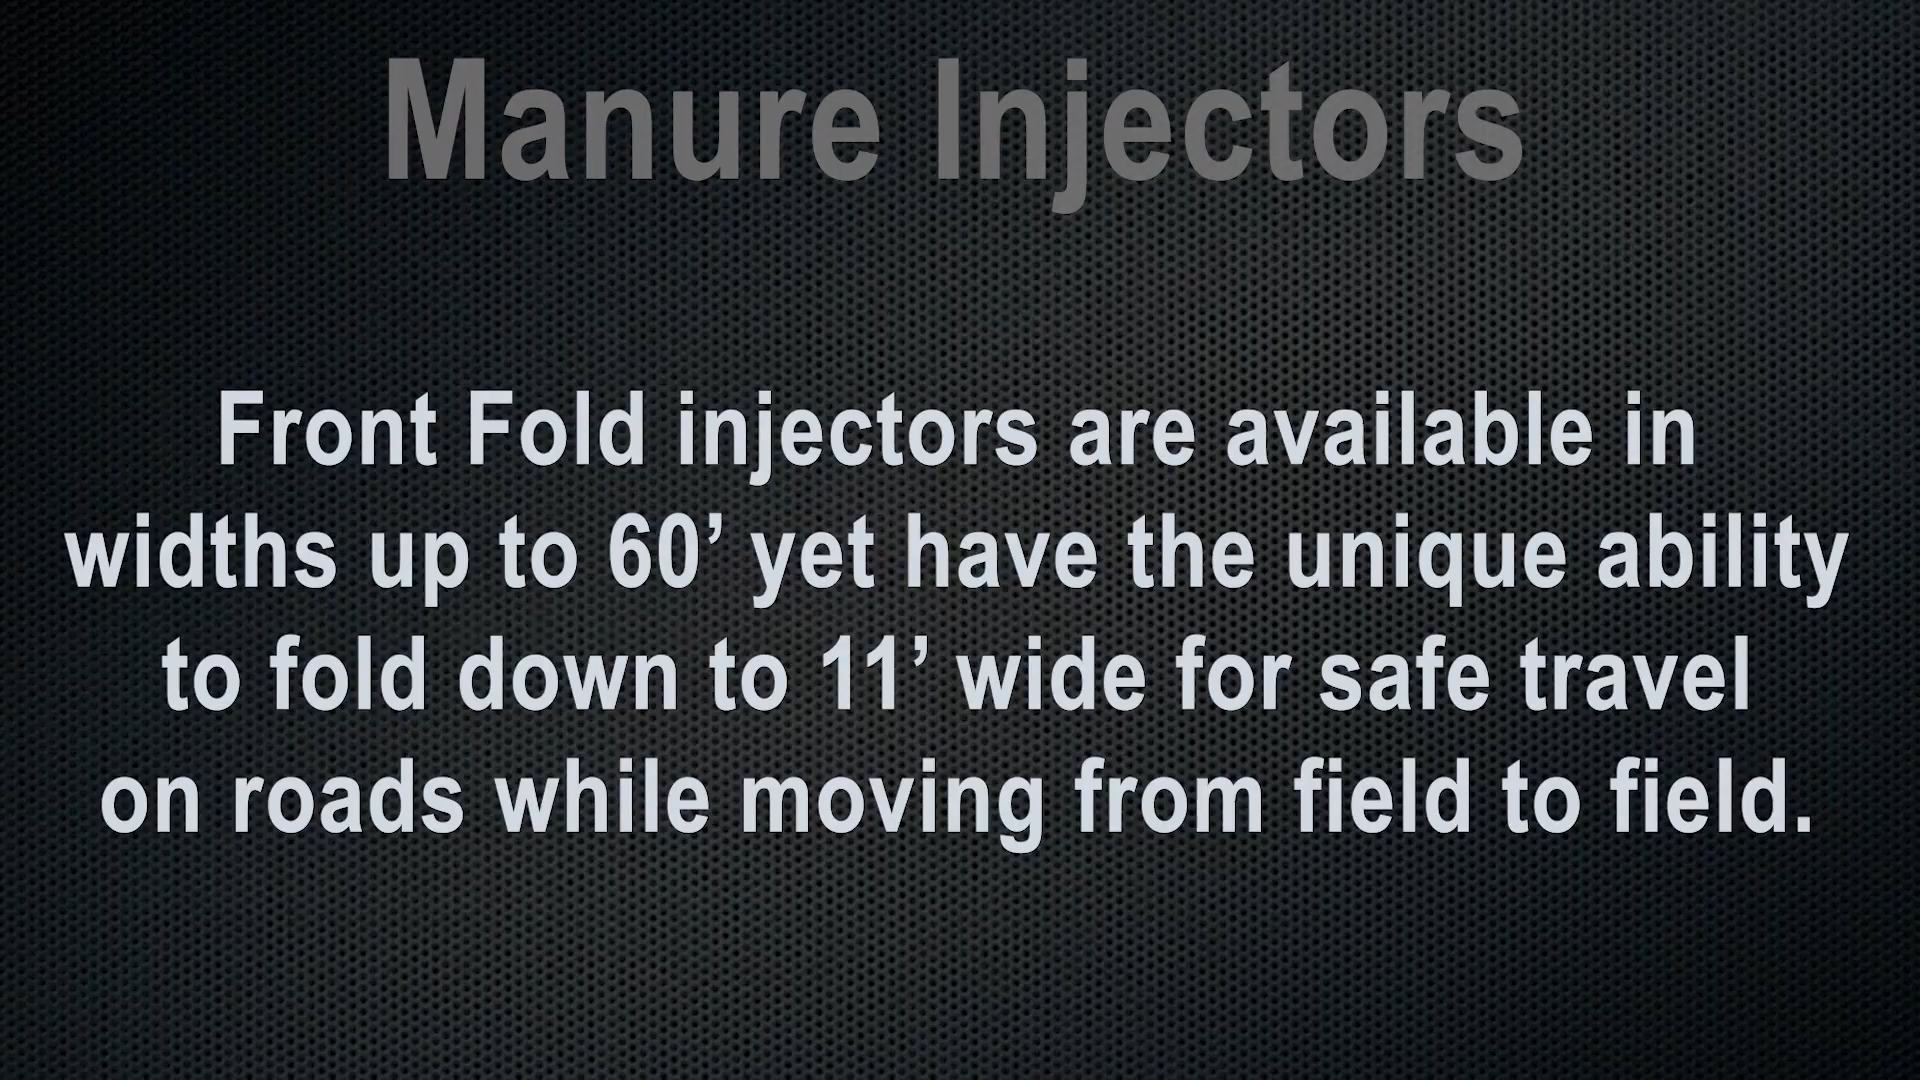 Manure Injectors
Front Fold injectors are available in
widths up to 60’ yet have the unique ability
to fold down to 11’ wide for safe travel
on roads while moving from field to field.